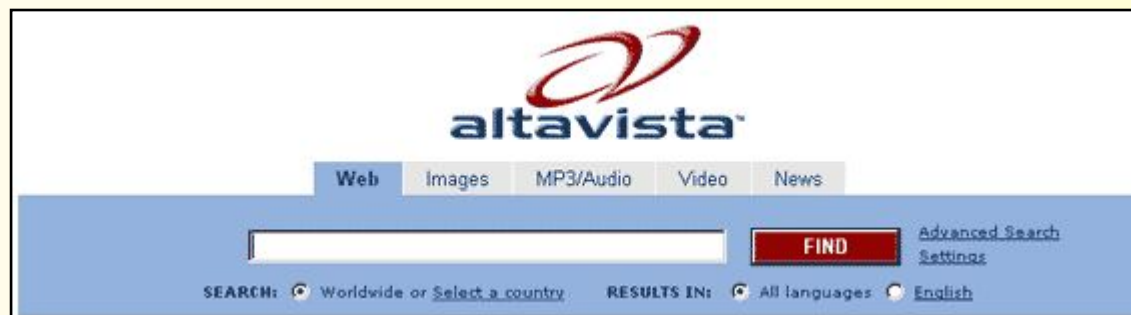 altavista™
Web Images MP3/Audio Video News
FIND Advanced Search
Settings
SEARCH: Worldwide or Select a country RESULTS IN: All languages English